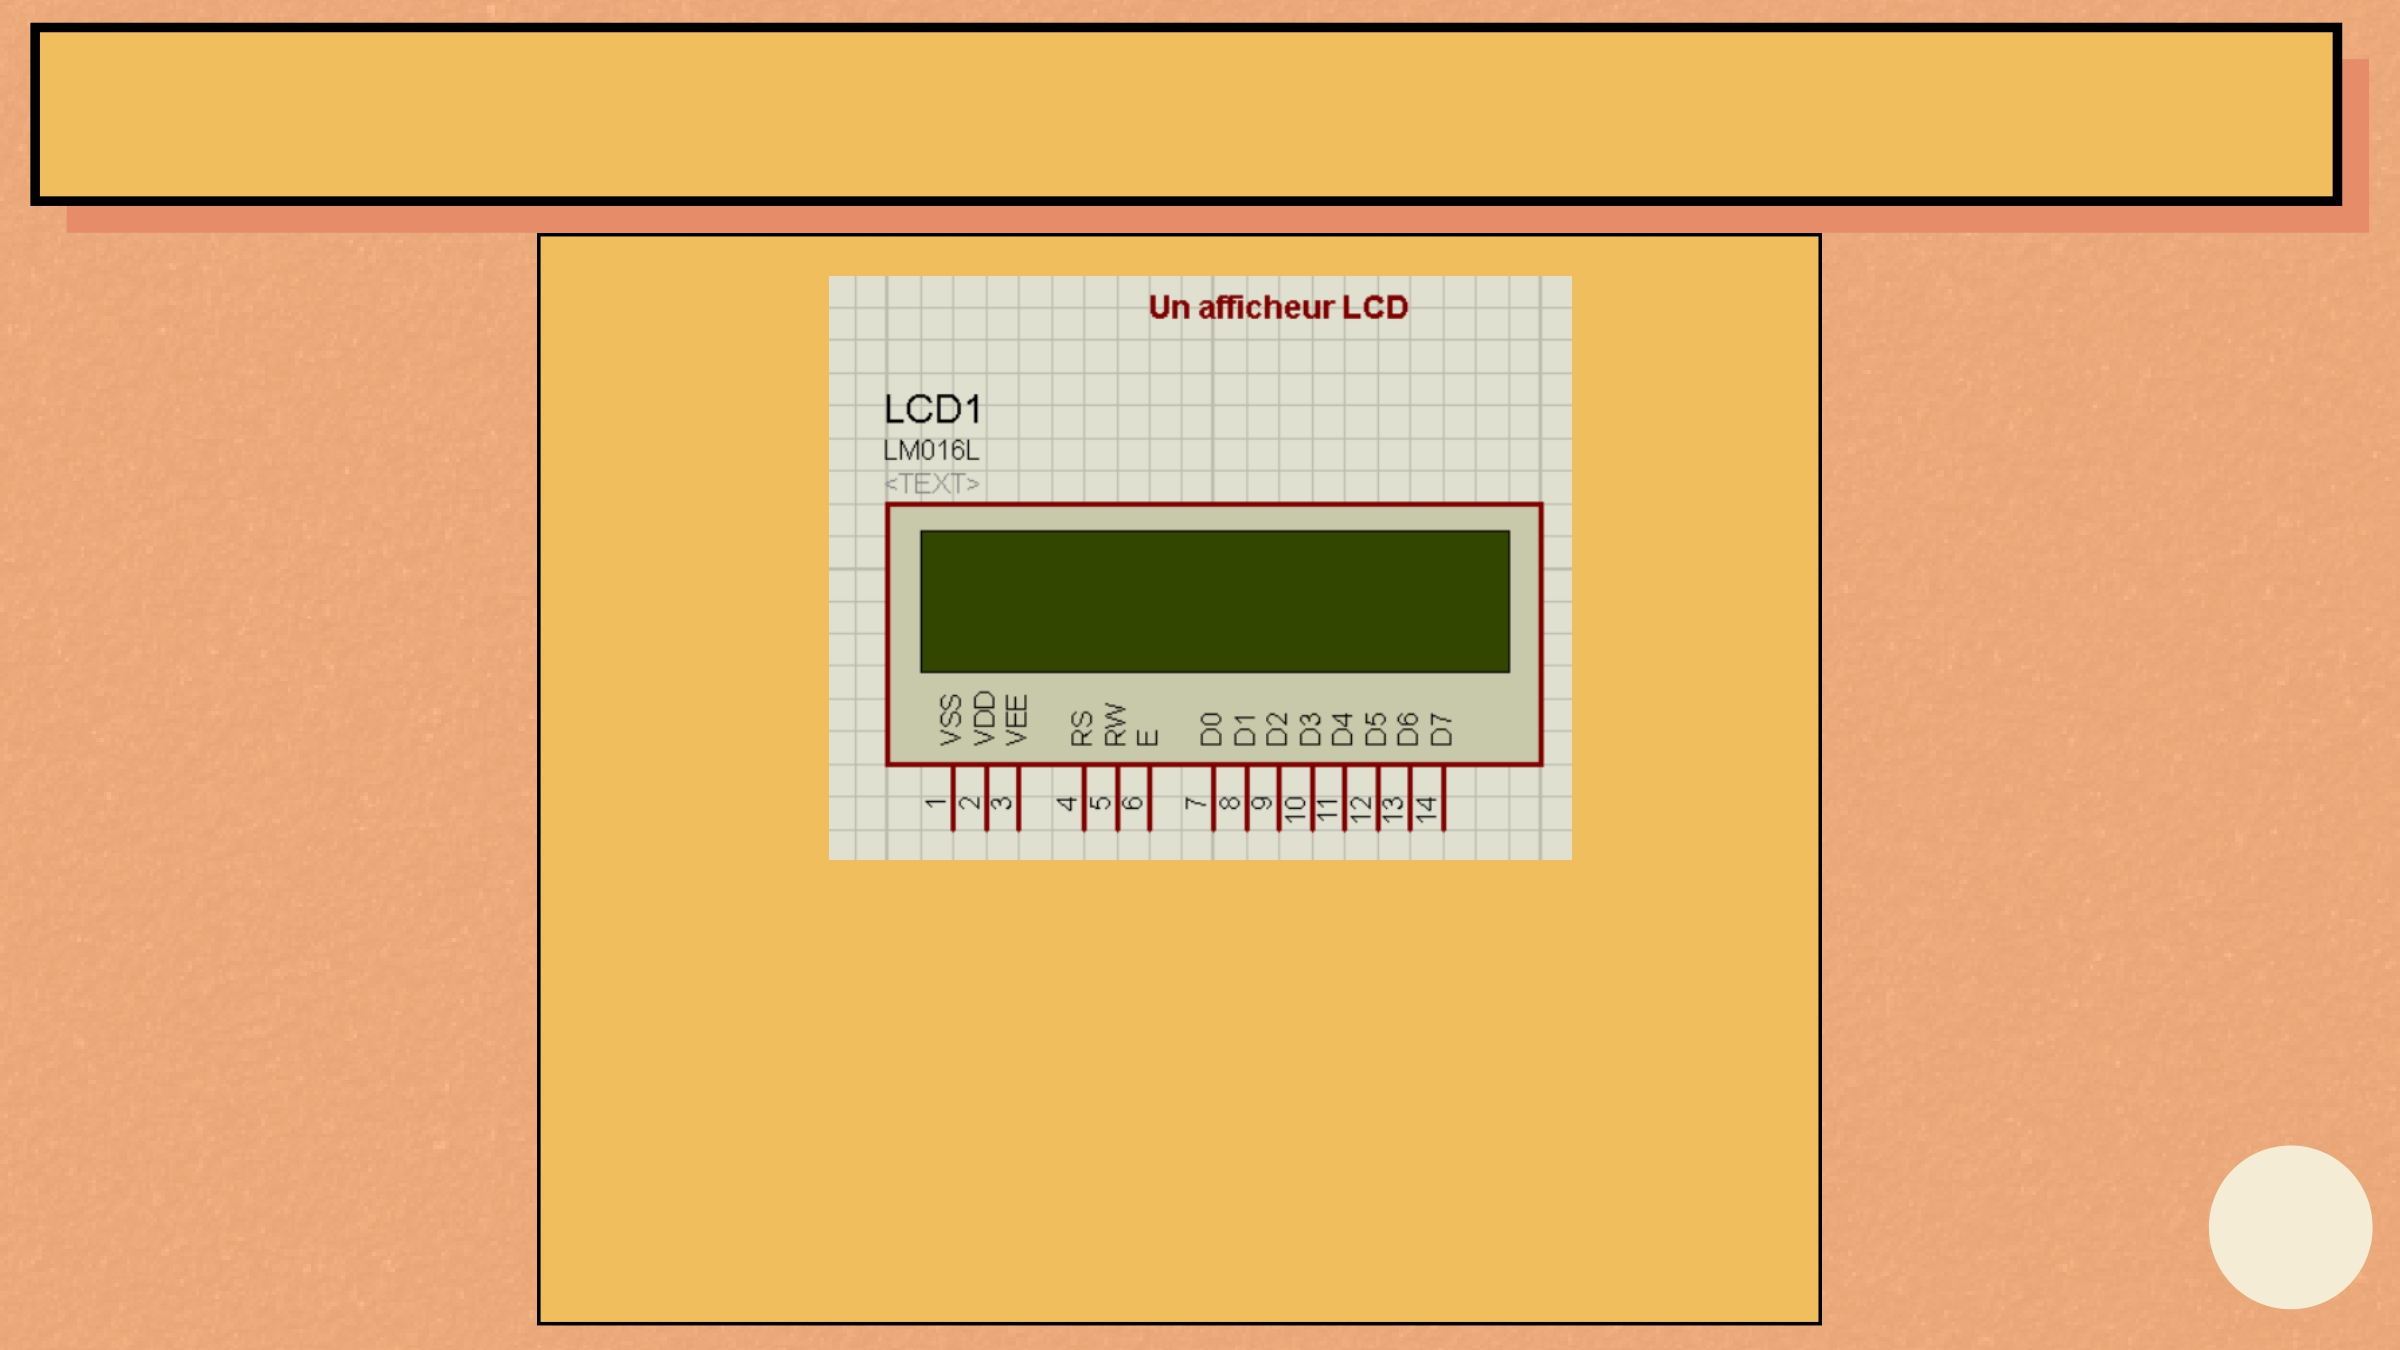 Un afficheur LCD
LCD1
LM016L
<TEXT>
VSS VDD VEE RS RW E D0 D1 D2 D3 D4 D5 D6 D7
1 2 3 4 5 6 7 8 9 10 11 12 13 14